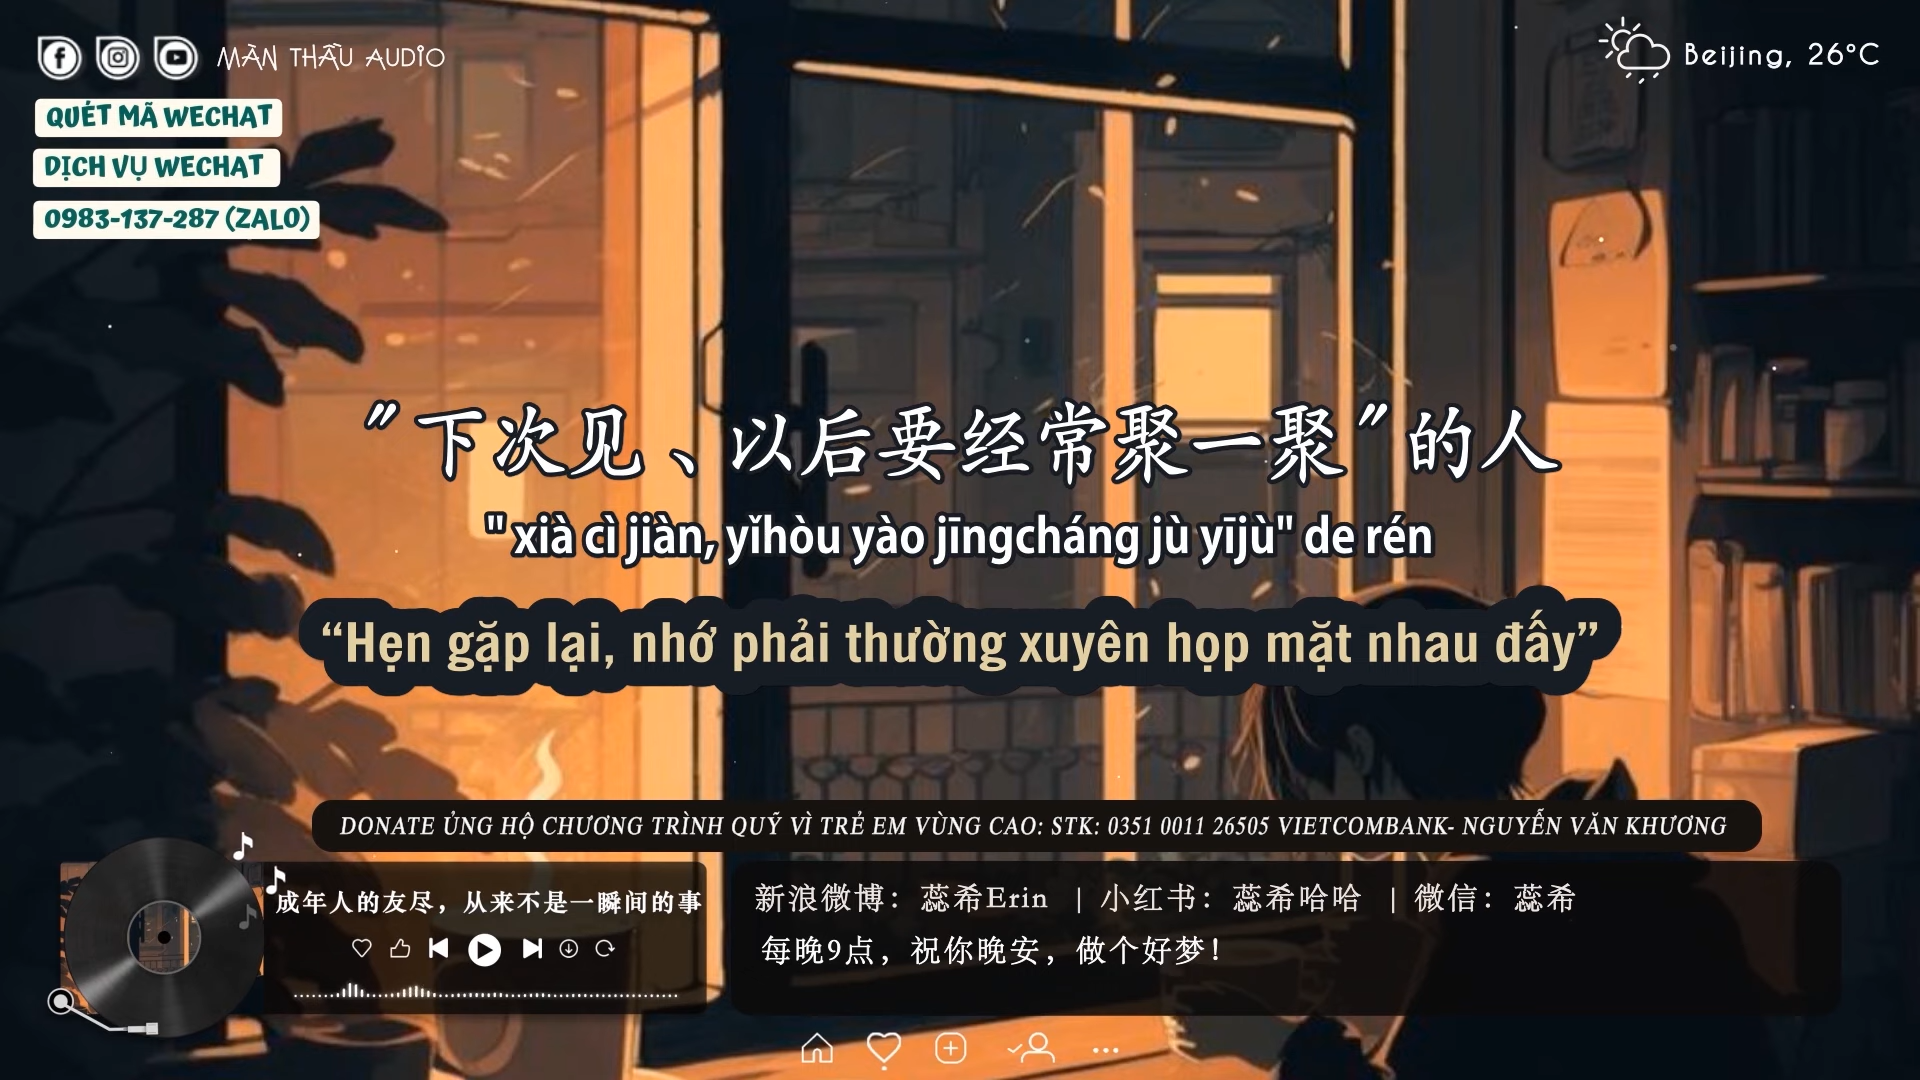 MÀN THẦU AUDIO
Beijing, 26°C
QUÉT MÃ WECHAT
DỊCH VỤ WECHAT
0983-137-287 (ZALO)
"下次见、以后要经常聚一聚"的人
"xià cì jiàn, yǐhòu yào jīngcháng jù yījù" de rén
“Hẹn gặp lại, nhớ phải thường xuyên họp mặt nhau đấy”
DONATE ỦNG HỘ CHƯƠNG TRÌNH QUỸ VÌ TRẺ EM VÙNG CAO: STK: 0351 0011 26505 VIETCOMBANK- NGUYỄN VĂN KHƯƠNG
成年人的友尽，从来不是一瞬间的事
新浪微博：蕊希Erin | 小红书：蕊希哈哈 | 微信：蕊希
每晚9点，祝你晚安，做个好梦！